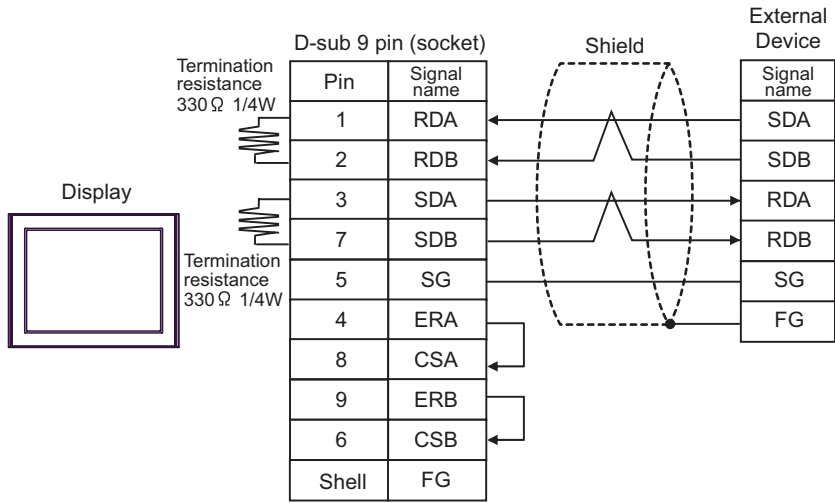 External
Device
D-sub 9 pin (socket)
Shield
Termination
resistance
330Ω 1/4W
Pin
Signal
name
Signal
name
1
RDA
SDA
2
RDB
SDB
Display
3
SDA
RDA
7
SDB
RDB
Termination
resistance
330Ω 1/4W
5
SG
SG
4
ERA
FG
8
CSA
9
ERB
6
CSB
Shell
FG